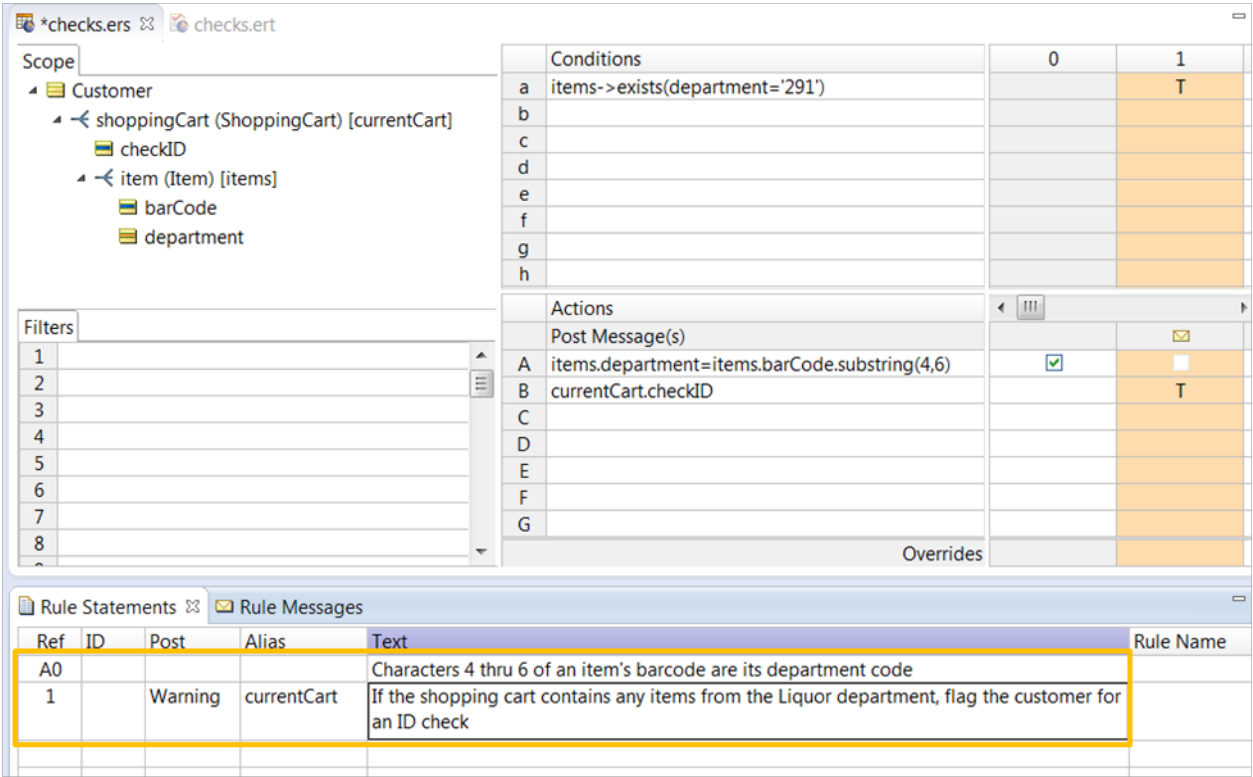 *checks.ers checks.ert
Scope
Customer
shoppingCart (ShoppingCart) [currentCart]
checkID
item (Item) [items]
barCode
department
Filters
1
2
3
4
5
6
7
8
Conditions 0 1
a items->exists(department='291') T
b
c
d
e
f
g
h
Actions
Post Message(s)
A items.department=items.barCode.substring(4,6)
B currentCart.checkID T
C
D
E
F
G
Overrides
Rule Statements Rule Messages
Ref ID Post Alias Text Rule Name
A0 Characters 4 thru 6 of an item's barcode are its department code
1 Warning currentCart If the shopping cart contains any items from the Liquor department, flag the customer for
an ID check